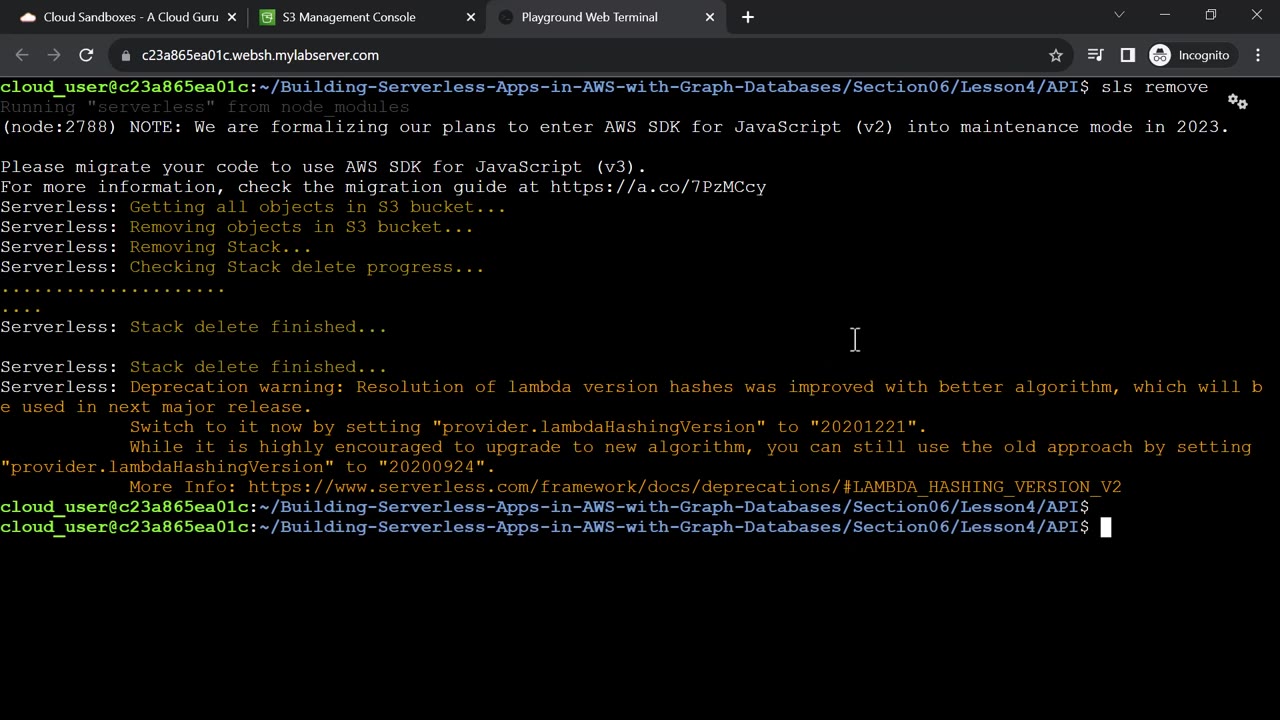 Cloud Sandboxes - A Cloud Guru
S3 Management Console
Playground Web Terminal
c23a865ea01c.websh.mylabserver.com
Incognito
cloud_user@c23a865ea01c:~/Building-Serverless-Apps-in-AWS-with-Graph-Databases/Section06/Lesson4/API$ sls remove
Running "serverless" from node_modules
(node:2788) NOTE: We are formalizing our plans to enter AWS SDK for JavaScript (v2) into maintenance mode in 2023.
Please migrate your code to use AWS SDK for JavaScript (v3).
For more information, check the migration guide at https://a.co/7PzMCcy
Serverless: Getting all objects in S3 bucket...
Serverless: Removing objects in S3 bucket...
Serverless: Removing Stack...
Serverless: Checking Stack delete progress...
.....................
....
Serverless: Stack delete finished...
Serverless: Stack delete finished...
Serverless: Deprecation warning: Resolution of lambda version hashes was improved with better algorithm, which will b
e used in next major release.
Switch to it now by setting "provider.lambdaHashingVersion" to "20201221".
While it is highly encouraged to upgrade to new algorithm, you can still use the old approach by setting
"provider.lambdaHashingVersion" to "20200924".
More Info: https://www.serverless.com/framework/docs/deprecations/#LAMBDA_HASHING_VERSION_V2
cloud_user@c23a865ea01c:~/Building-Serverless-Apps-in-AWS-with-Graph-Databases/Section06/Lesson4/API$
cloud_user@c23a865ea01c:~/Building-Serverless-Apps-in-AWS-with-Graph-Databases/Section06/Lesson4/API$